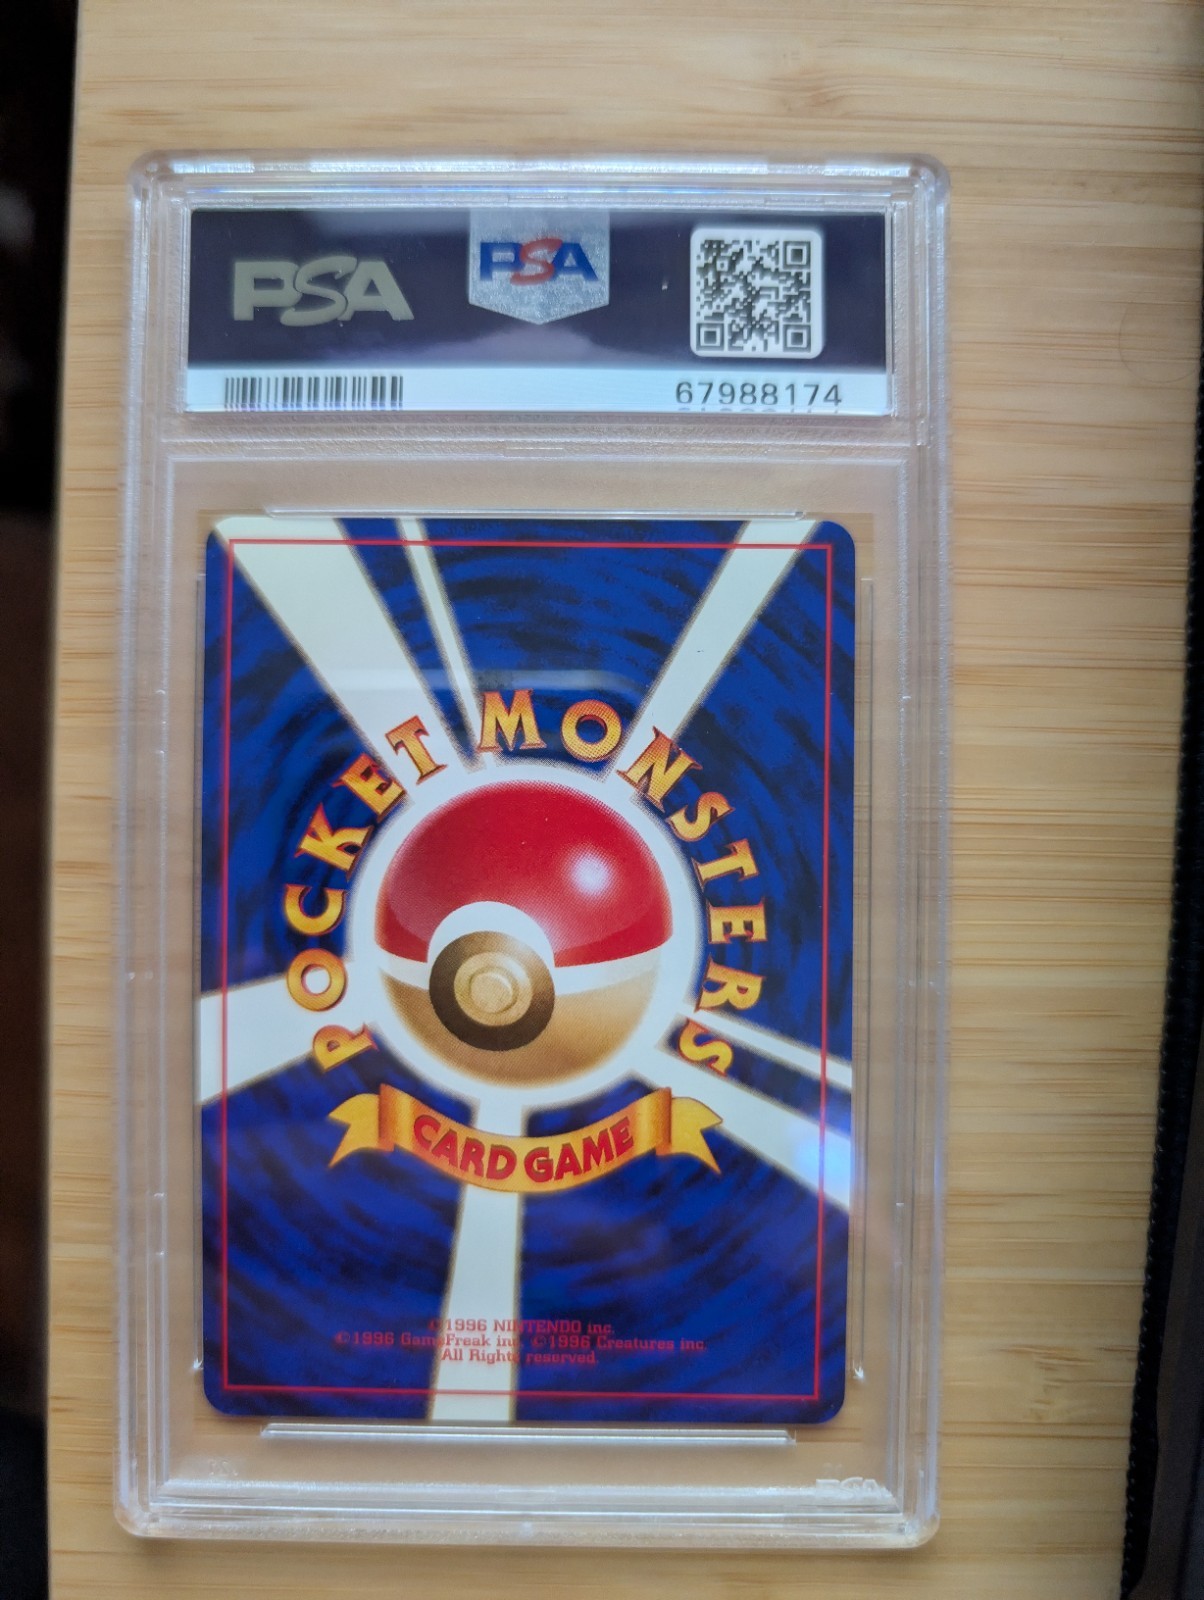 PSA
PSA
67988174
POCKET MONSTERS
CARD GAME
©1996 NINTENDO inc.
©1996 GameFreak inc. ©1996 Creatures inc.
All Rights reserved.
PSA